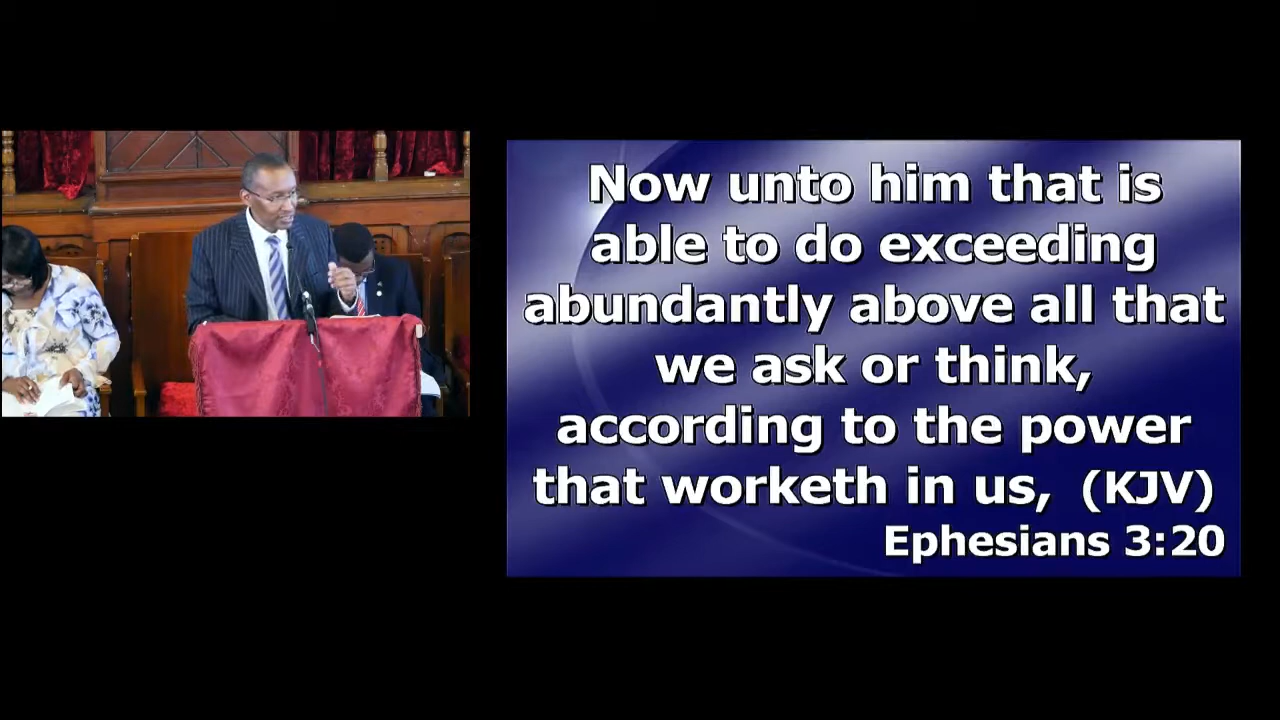 Now unto him that is
able to do exceeding
abundantly above all that
we ask or think,
according to the power
that worketh in us, (KJV)
Ephesians 3:20